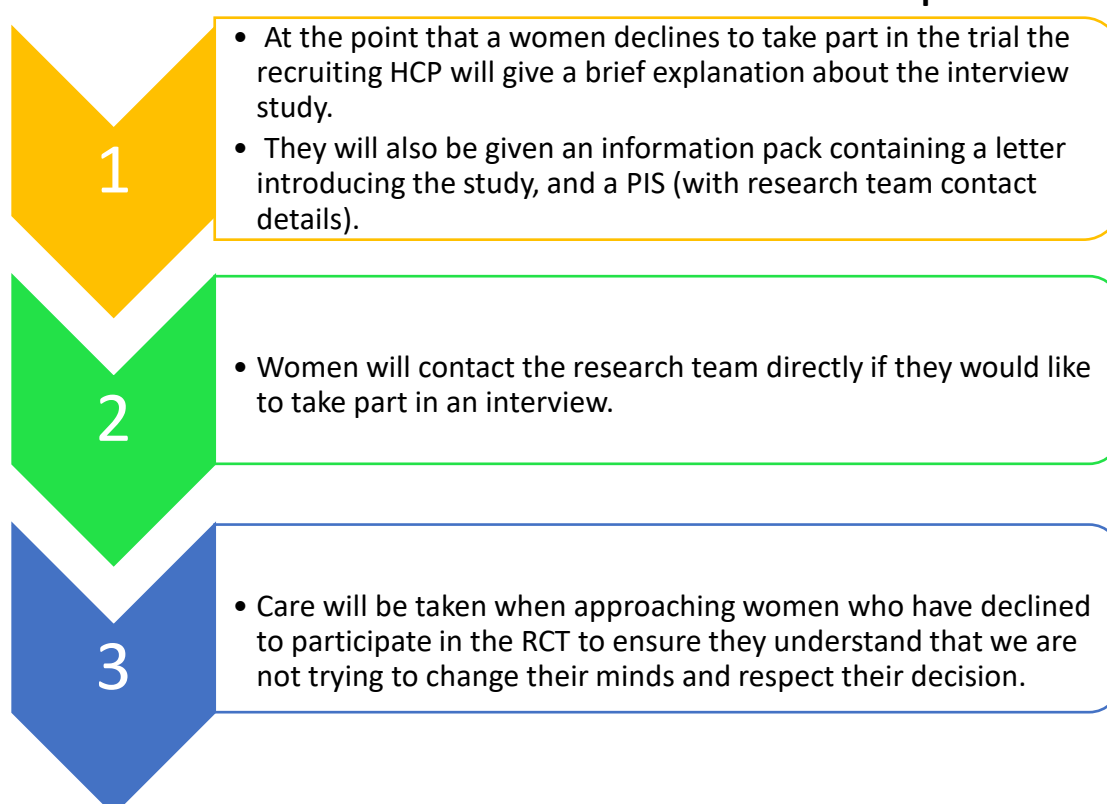 1
• At the point that a women declines to take part in the trial the
recruiting HCP will give a brief explanation about the interview
study.
• They will also be given an information pack containing a letter
introducing the study, and a PIS (with research team contact
details).
2
• Women will contact the research team directly if they would like
to take part in an interview.
3
• Care will be taken when approaching women who have declined
to participate in the RCT to ensure they understand that we are
not trying to change their minds and respect their decision.